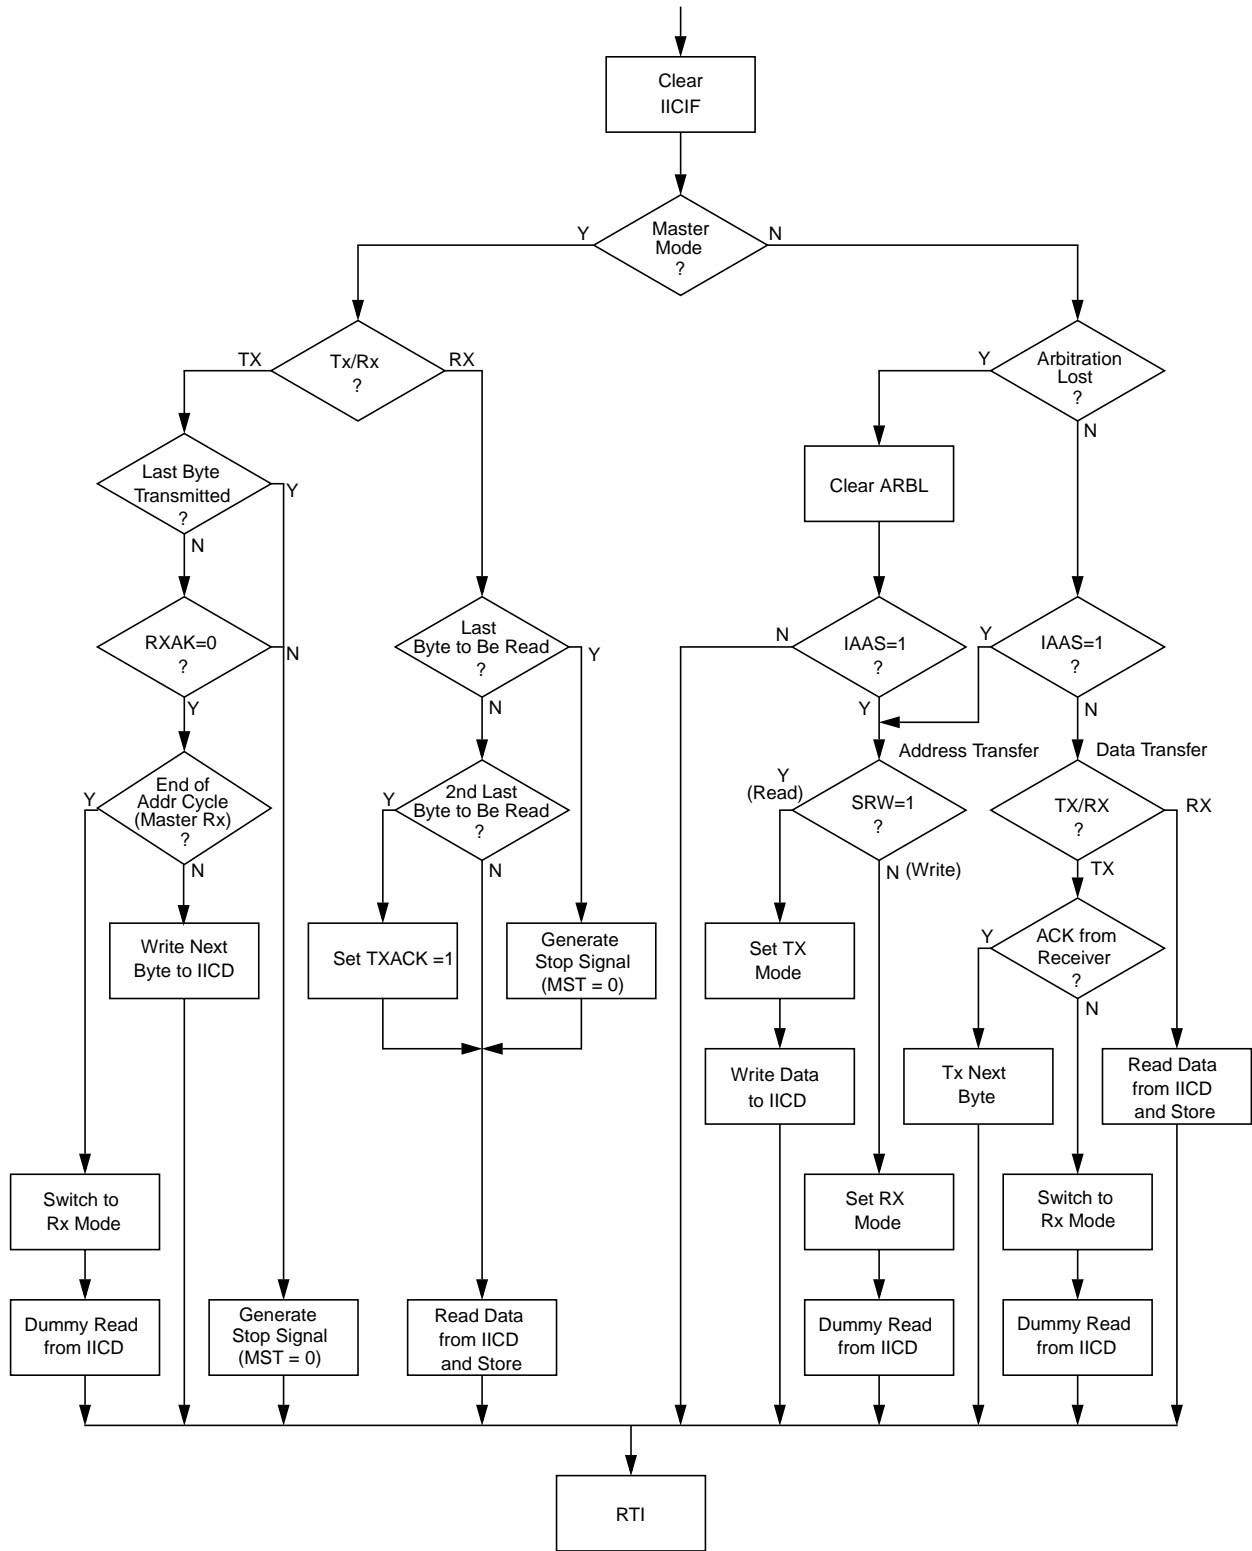 Clear
IICIF
Master
Mode
?
Y
N
Tx/Rx
?
TX
RX
Arbitration
Lost
?
Y
N
Last Byte
Transmitted
?
Y
N
Clear ARBL
RXAK=0
?
N
Y
Last
Byte to Be Read
?
Y
N
IAAS=1
?
N
Y
IAAS=1
?
Y
N
Address Transfer
Data Transfer
End of
Addr Cycle
(Master Rx)
?
Y
N
2nd Last
Byte to Be Read
?
Y
N
Y
(Read)
SRW=1
?
N (Write)
TX/RX
?
RX
TX
Write Next
Byte to IICD
Set TXACK =1
Generate
Stop Signal
(MST = 0)
Set TX
Mode
Y
ACK from
Receiver
?
N
Write Data
to IICD
Tx Next
Byte
Read Data
from IICD
and Store
Switch to
Rx Mode
Set RX
Mode
Switch to
Rx Mode
Dummy Read
from IICD
Generate
Stop Signal
(MST = 0)
Read Data
from IICD
and Store
Dummy Read
from IICD
Dummy Read
from IICD
RTI